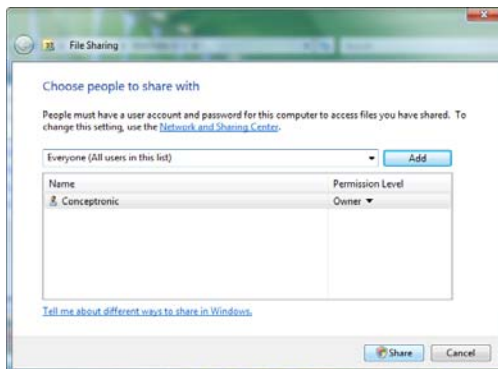 File Sharing
Choose people to share with
People must have a user account and password for this computer to access files you have shared. To
change this setting, use the Network and Sharing Center.
Everyone (All users in this list)
Add
Name Permission Level
Conceptronic Owner
Tell me about different ways to share in Windows.
Share Cancel